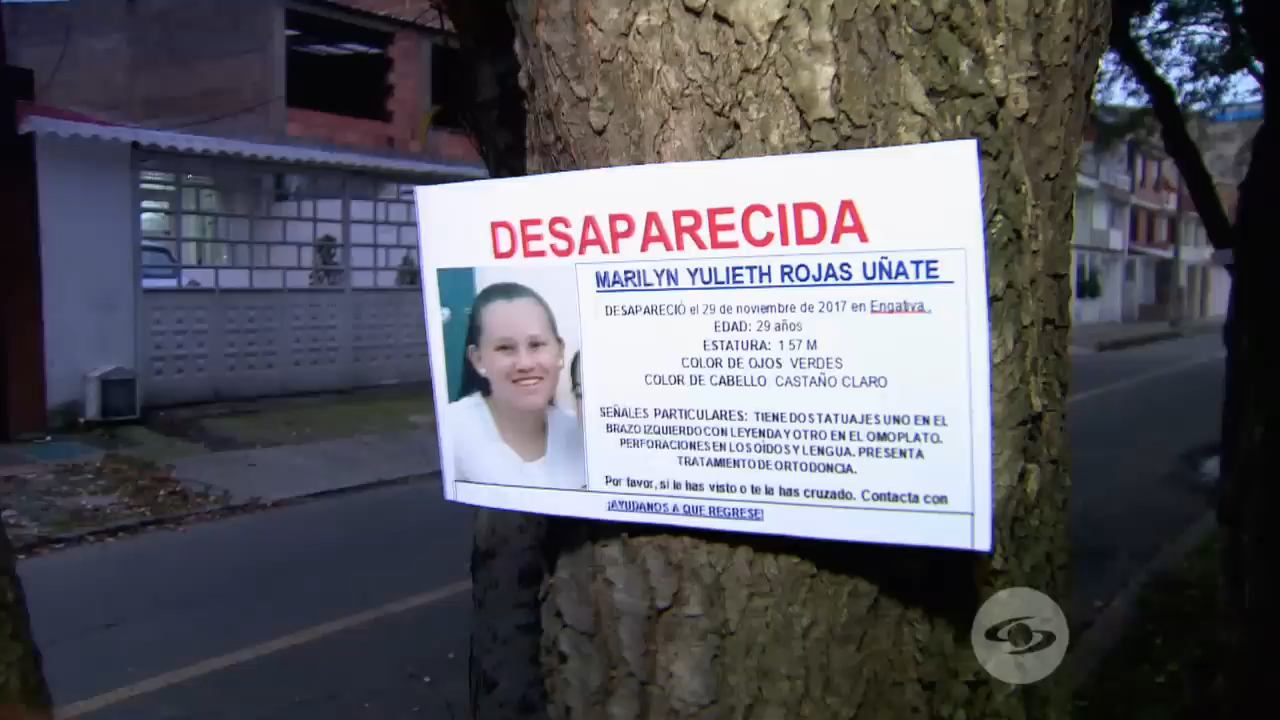 DESAPARECIDA
MARILYN YULIETH ROJAS UÑATE
DESAPARECIÓ el 29 de noviembre de 2017 en Engativa.
EDAD: 29 años
ESTATURA: 1 57 M
COLOR DE OJOS VERDES
COLOR DE CABELLO CASTAÑO CLARO
SEÑALES PARTICULARES: TIENE DOS TATUAJES UNO EN EL
BRAZO IZQUIERDO CON LEYENDA Y OTRO EN EL OMOPLATO.
PERFORACIONES EN LOS OÍDOS Y LENGUA. PRESENTA
TRATAMIENTO DE ORTODONCIA.
Por favor, si le has visto o te la has cruzado. Contacta con
¡AYUDANOS A QUE REGRESE!